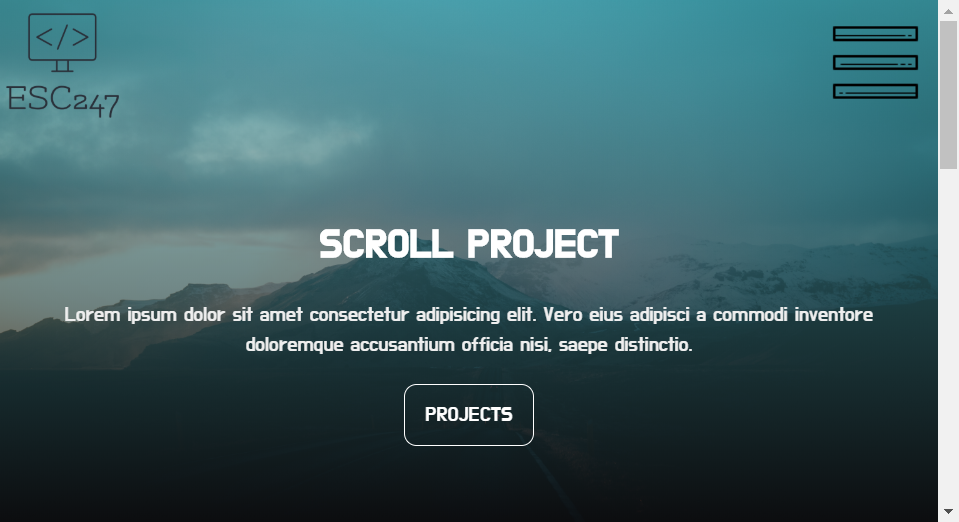 </>
ESC247
SCROLL PROJECT
Lorem ipsum dolor sit amet consectetur adipisicing elit. Vero eius adipisci a commodi inventore
doloremque accusantium officia nisi, saepe distinctio.
PROJECTS